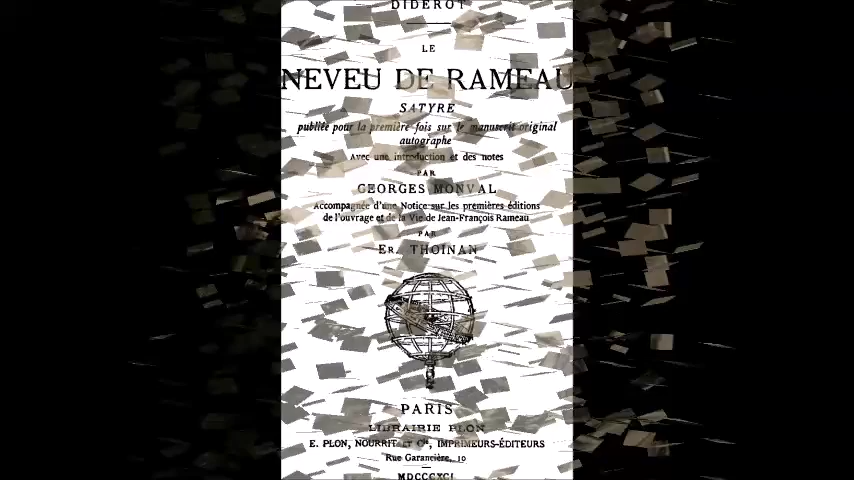 DIDEROT
LE
NEVEU DE RAMEAU
SATYRE
publiée pour la première fois sur le manuscrit original
autographe
Avec une introduction et des notes
PAR
GEORGES MONVAL
Accompagnée d'une Notice sur les premières éditions
de l'ouvrage et de la Vie de Jean-François Rameau
PAR
ER. THOINAN
PARIS
LIBRAIRIE PLON
E. PLON, NOURRIT ET Cie, IMPRIMEURS-ÉDITEURS
Rue Garancière, 10
MDCCCXCI